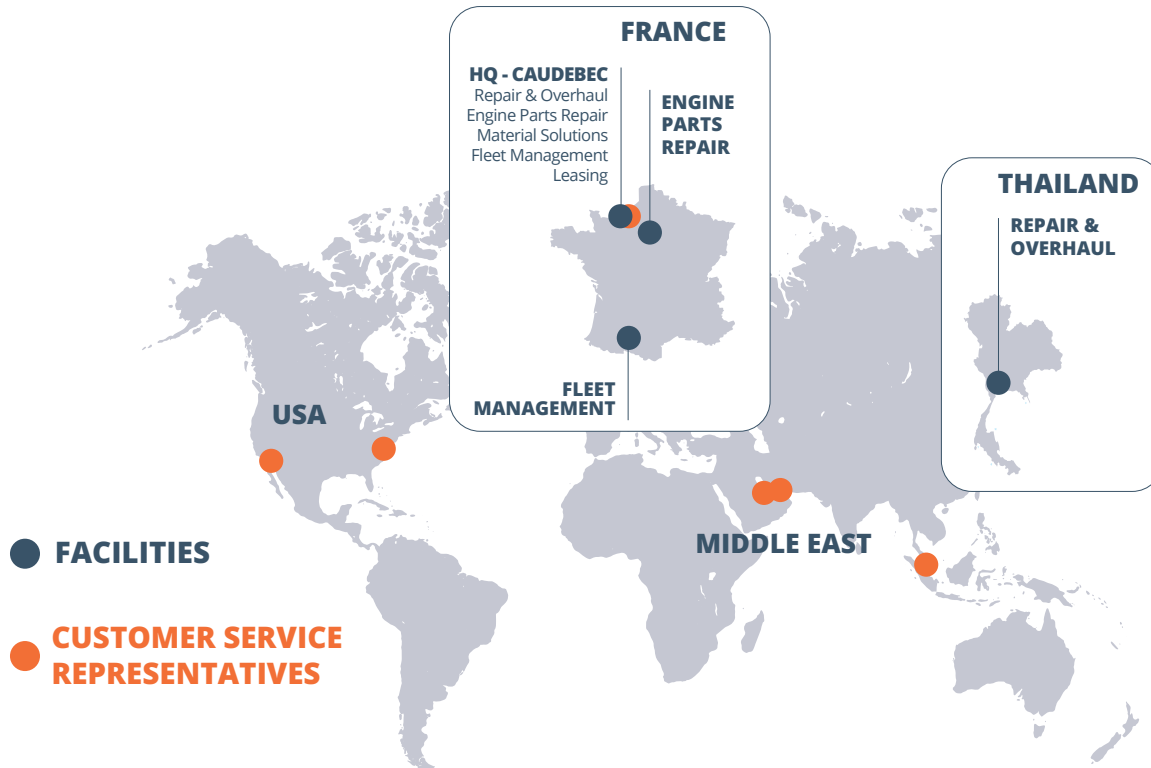 FRANCE
HQ - CAUDEBEC
Repair & Overhaul
Engine Parts Repair
Material Solutions
Fleet Management
Leasing
ENGINE
PARTS
REPAIR
FLEET
MANAGEMENT
THAILAND
REPAIR &
OVERHAUL
USA
MIDDLE EAST
FACILITIES
CUSTOMER SERVICE
REPRESENTATIVES